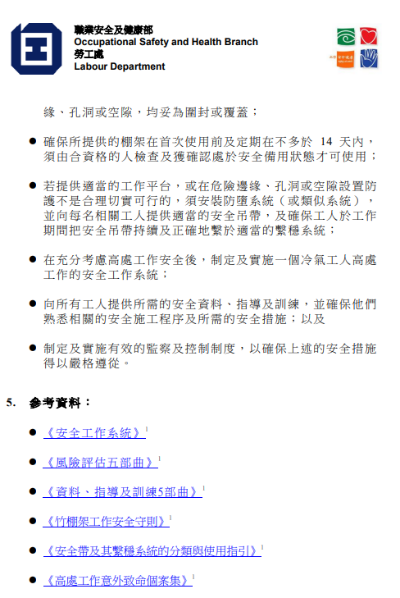 職業安全及健康部
Occupational Safety and Health Branch
勞工處
Labour Department
緣、孔洞或空隙，均妥為圍封或覆蓋；
● 確保所提供的棚架在首次使用前及定期在不多於 14 天內，
須由合資格的人檢查及獲確認處於安全備用狀態才可使用；
● 若提供適當的工作平台，或在危險邊緣、孔洞或空隙設置防
護不是合理切實可行的，須安裝防墮系統（或類似系統），
並向每名相關工人提供適當的安全吊帶，及確保工人於工作
期間把安全吊帶持續及正確地繫於適當的繫穩系統；
● 在充分考慮高處工作安全後，制定及實施一個冷氣工人高處
工作的安全工作系統；
● 向所有工人提供所需的安全資料、指導及訓練，並確保他們
熟悉相關的安全施工程序及所需的安全措施；以及
● 制定及實施有效的監察及控制制度，以確保上述的安全措施
得以嚴格遵從。
5. 參考資料：
● 《安全工作系統》
● 《風險評估五部曲》
● 《資料、指導及訓練5部曲》
● 《竹棚架工作安全守則》
● 《安全帶及其繫穩系統的分類與使用指引》
● 《高處工作意外致命個案集》